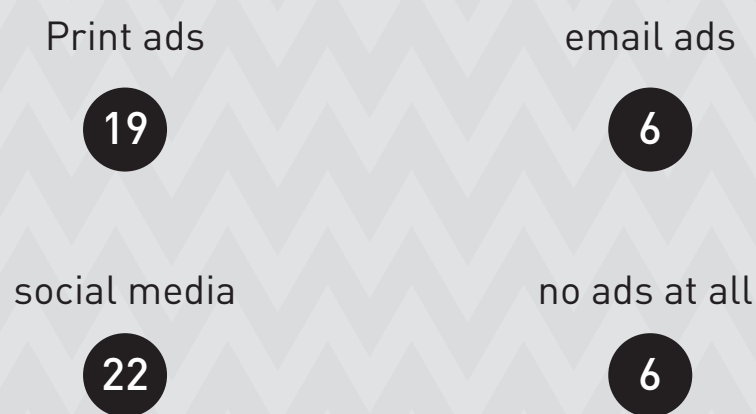 Print ads
email ads
19
6
social media
no ads at all
22
6